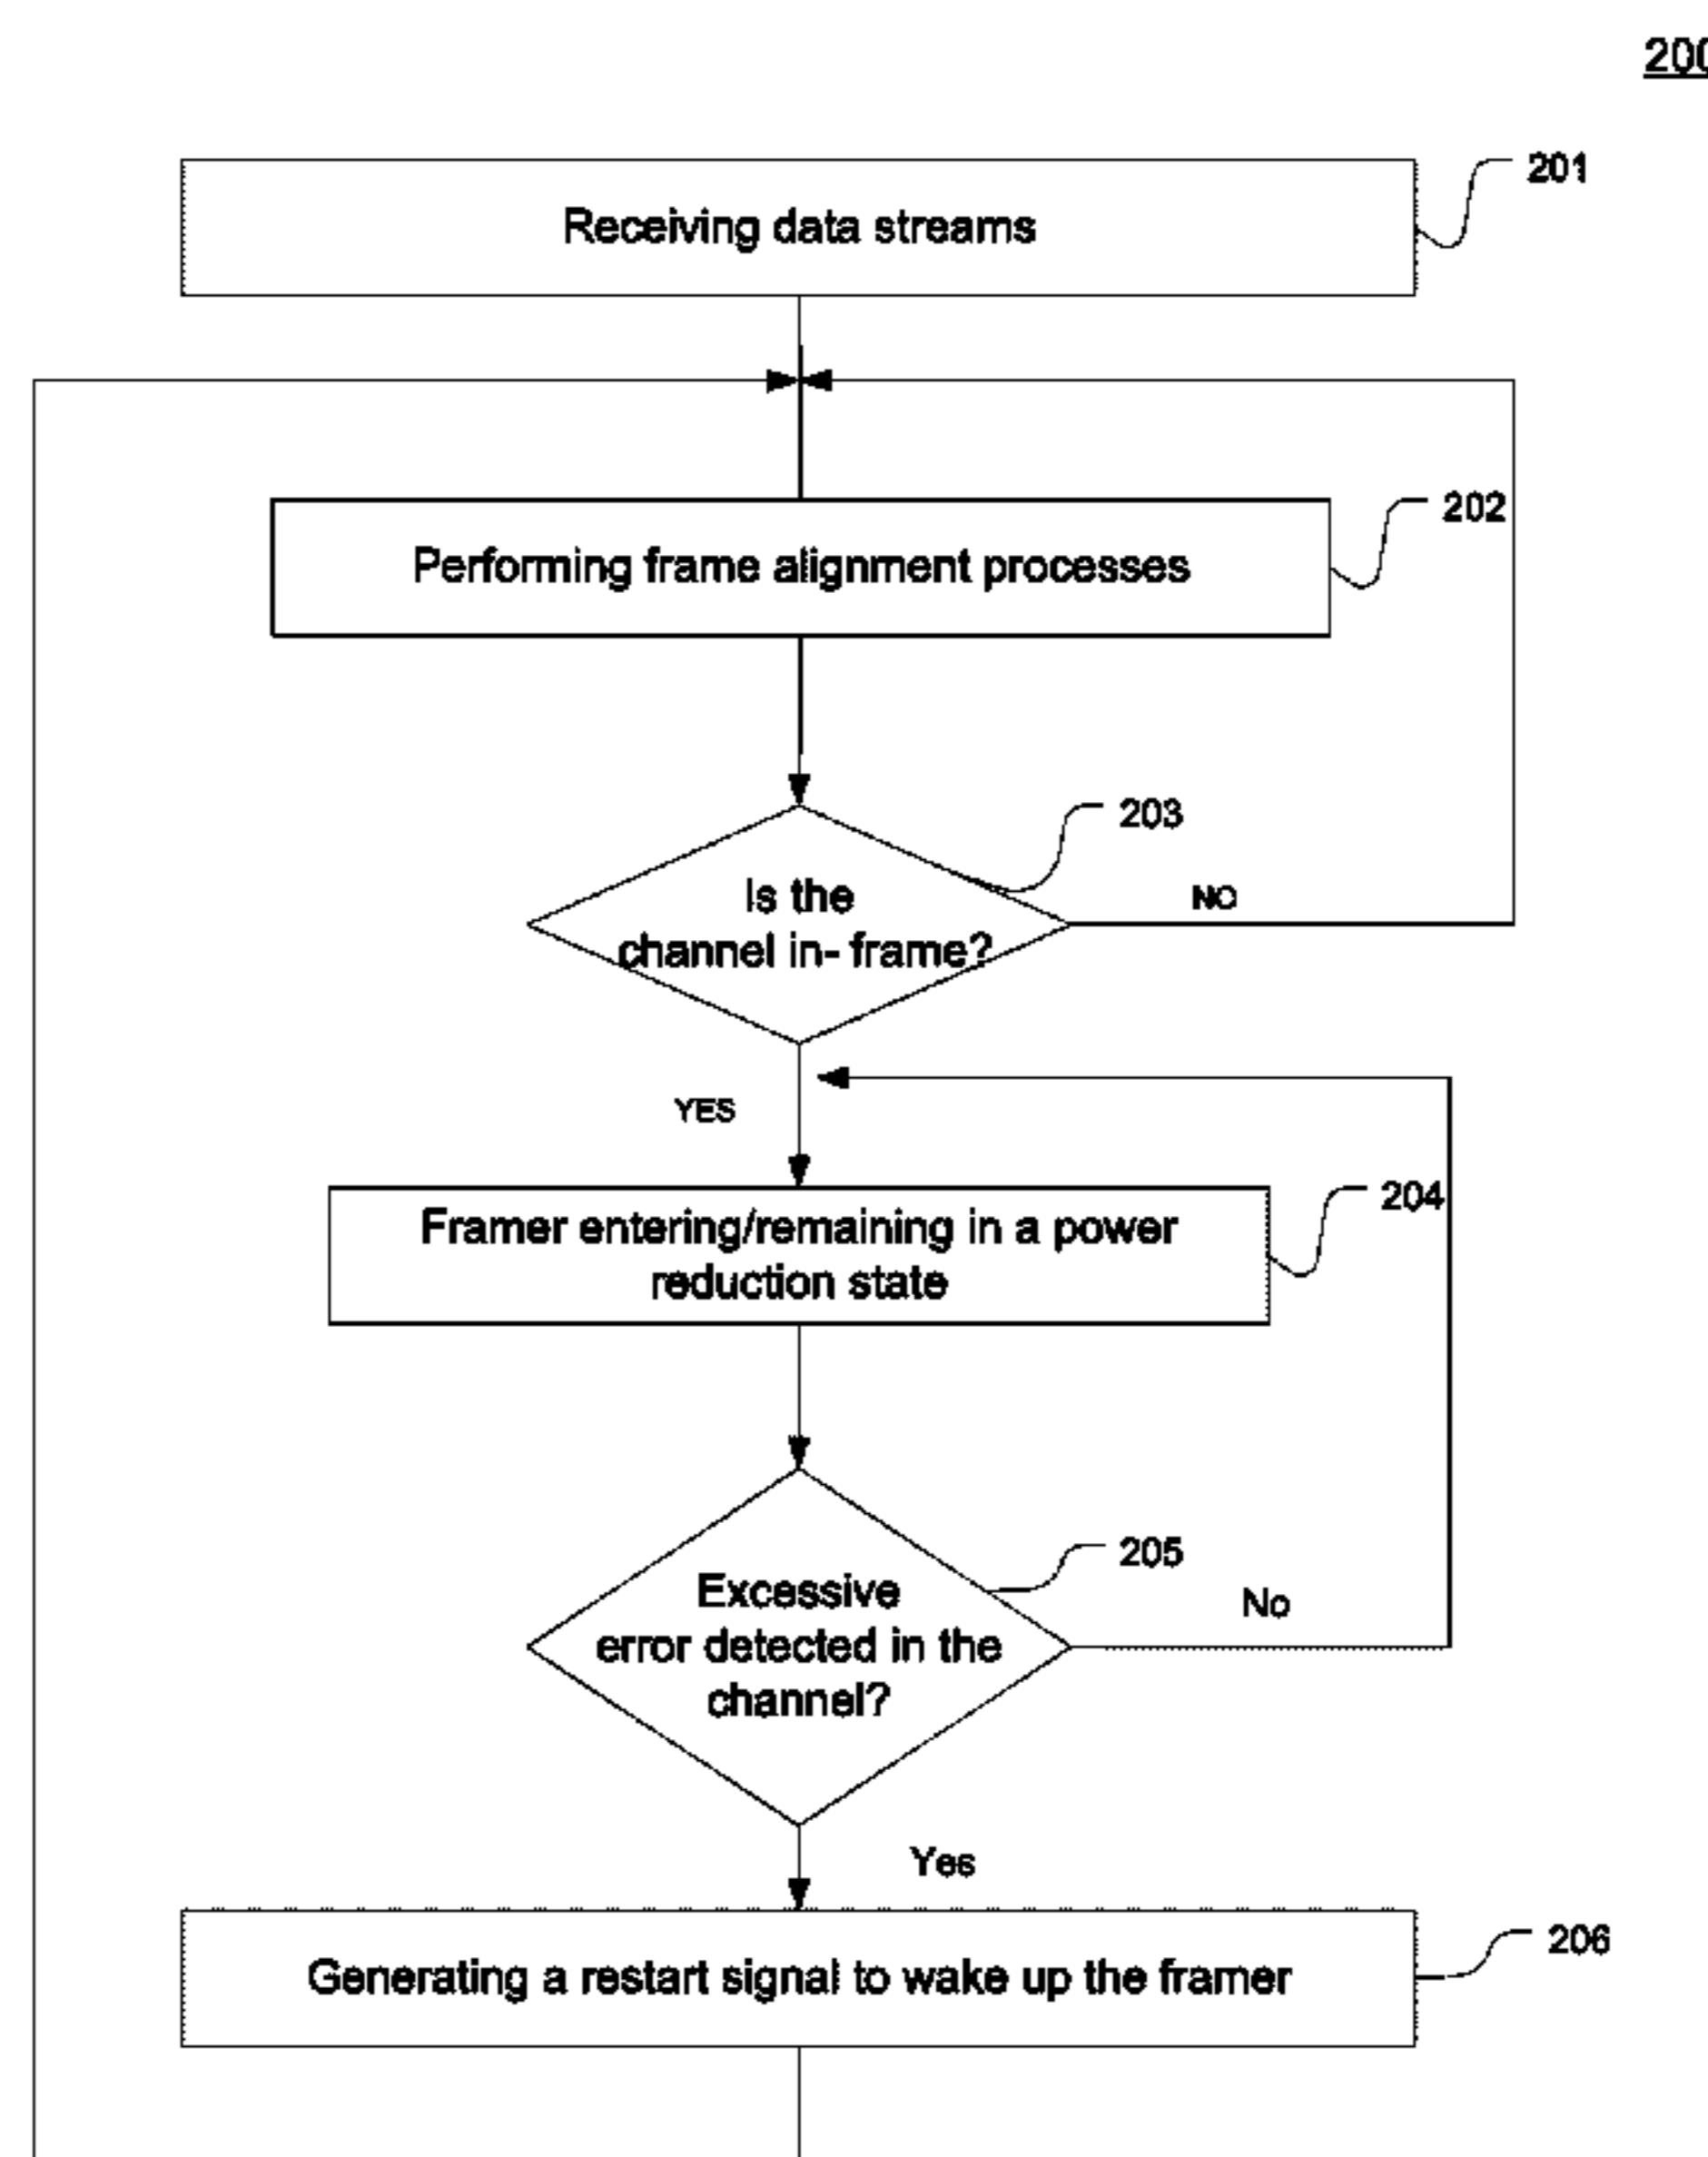 200
201
Receiving data streams
202
Performing frame alignment processes
203
Is the
channel in- frame?
NO
YES
204
Framer entering/remaining in a power
reduction state
205
Excessive
error detected in the
channel?
No
Yes
206
Generating a restart signal to wake up the framer